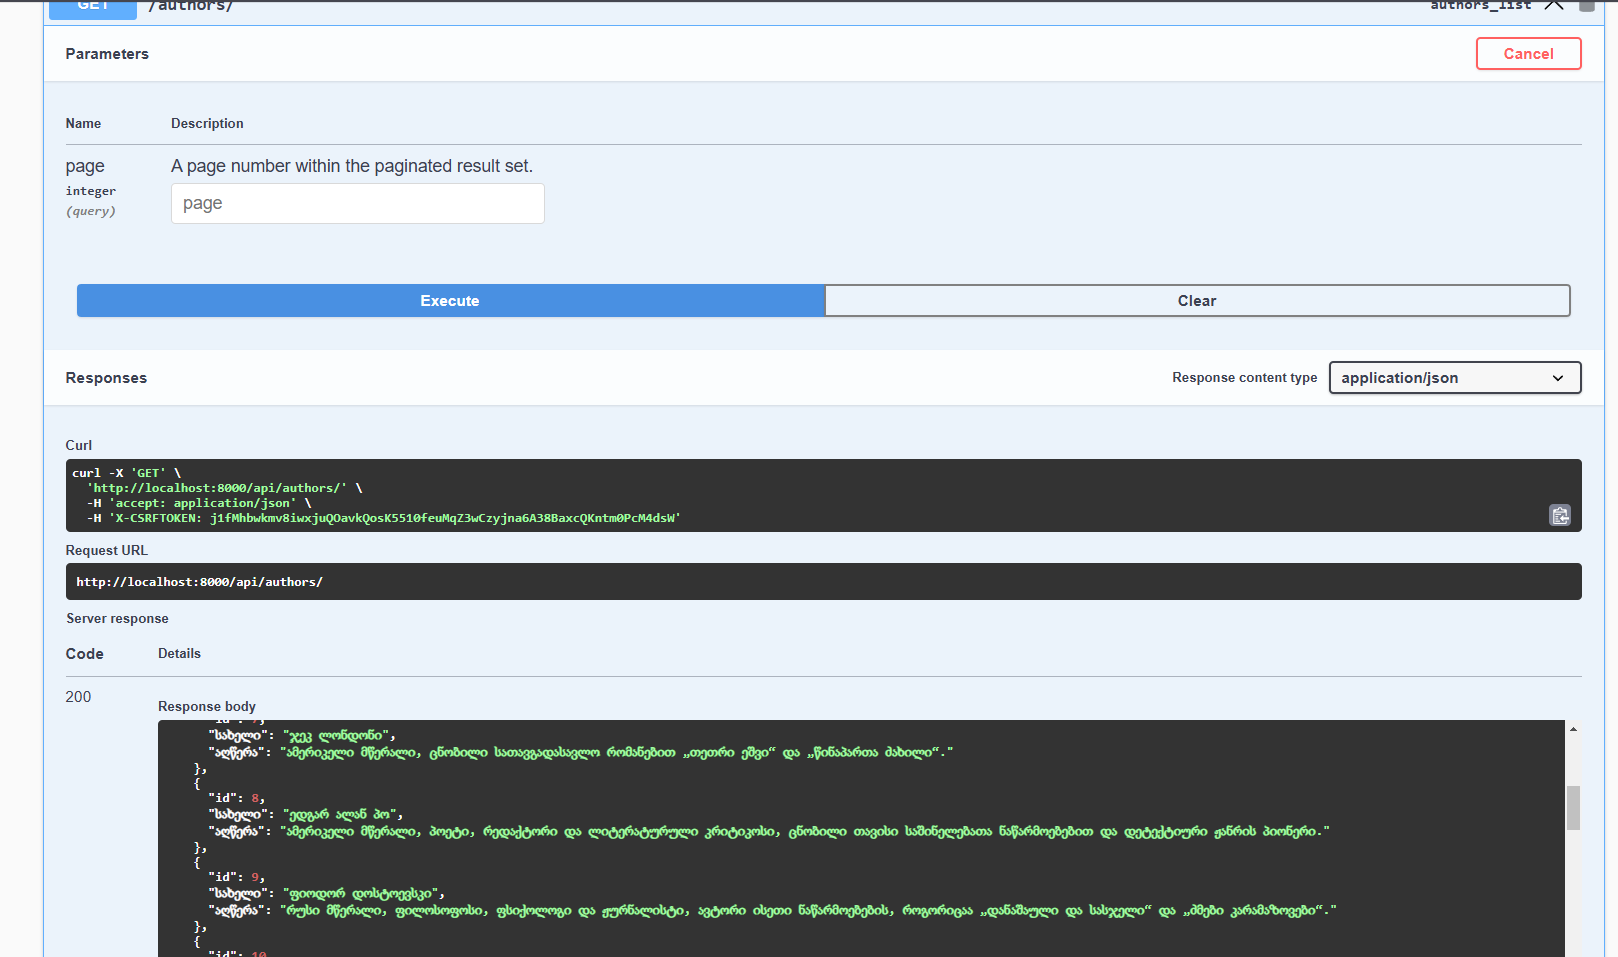 GET /authors/ authors_list
Parameters Cancel
Name Description
page A page number within the paginated result set.
integer
(query)
page
Execute Clear
Responses Response content type application/json
Curl
curl -X 'GET' \
'http://localhost:8000/api/authors/' \
-H 'accept: application/json' \
-H 'X-CSRFTOKEN: j1fMhbwkmv8iwxjuQOavkQosK5510feuMqZ3wCzyjna6A38BaxcQKntm0PcM4dsW'
Request URL
http://localhost:8000/api/authors/
Server response
Code Details
200
Response body
"id": 7,
"სახელი": "ჯეკ ლონდონი",
"აღწერა": "ამერიკელი მწერალი, ცნობილი სათავგადასავლო რომანებით „თეთრი ეშვი“ და „წინაპართა ძახილი“."
},
{
"id": 8,
"სახელი": "ედგარ ალან პო",
"აღწერა": "ამერიკელი მწერალი, პოეტი, რედაქტორი და ლიტერატურული კრიტიკოსი, ცნობილი თავისი საშინელებათა ნაწარმოებებით და დეტექტიური ჟანრის პიონერი."
},
{
"id": 9,
"სახელი": "ფიოდორ დოსტოევსკი",
"აღწერა": "რუსი მწერალი, ფილოსოფოსი, ფსიქოლოგი და ჟურნალისტი, ავტორი ისეთი ნაწარმოებების, როგორიცაა „დანაშაული და სასჯელი“ და „ძმები კარამაზოვები“."
},
{
"id": 10